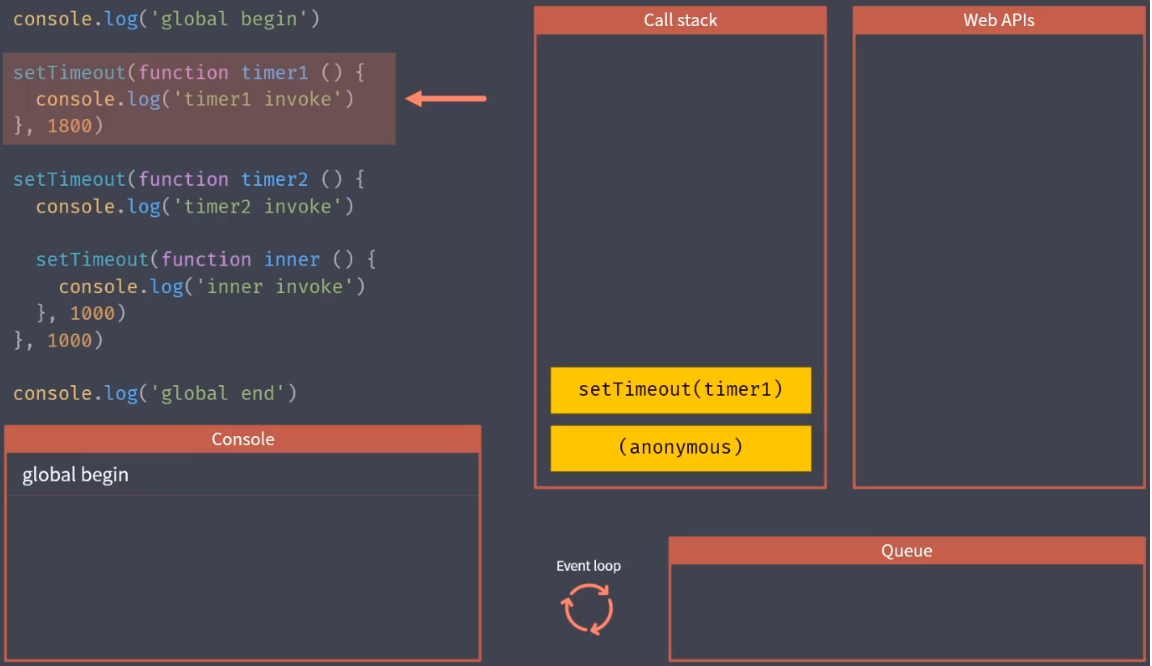 console.log('global begin')
setTimeout(function timer1 () {
console.log('timer1 invoke')
}, 1800)
setTimeout(function timer2 () {
console.log('timer2 invoke')
setTimeout(function inner () {
console.log('inner invoke')
}, 1000)
}, 1000)
console.log('global end')
Console
global begin
Call stack
setTimeout(timer1)
(anonymous)
Web APIs
Event loop
Queue